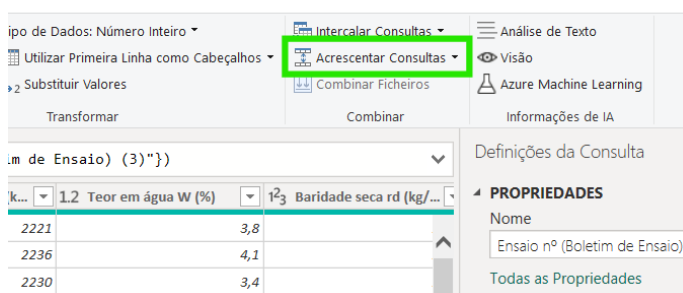 ipo de Dados: Número Inteiro
Intercalar Consultas
Análise de Texto
Utilizar Primeira Linha como Cabeçalhos
Acrescentar Consultas
Visão
2 Substituir Valores
Combinar Ficheiros
Azure Machine Learning
Transformar
Combinar
Informações de IA
im de Ensaio) (3)"})
Definições da Consulta
(k...
1.2 Teor em água W (%)
123 Baridade seca rd (kg/...
PROPRIEDADES
Nome
2221
3,8
Ensaio nº (Boletim de Ensaio)
2236
4,1
Todas as Propriedades
2230
3,4